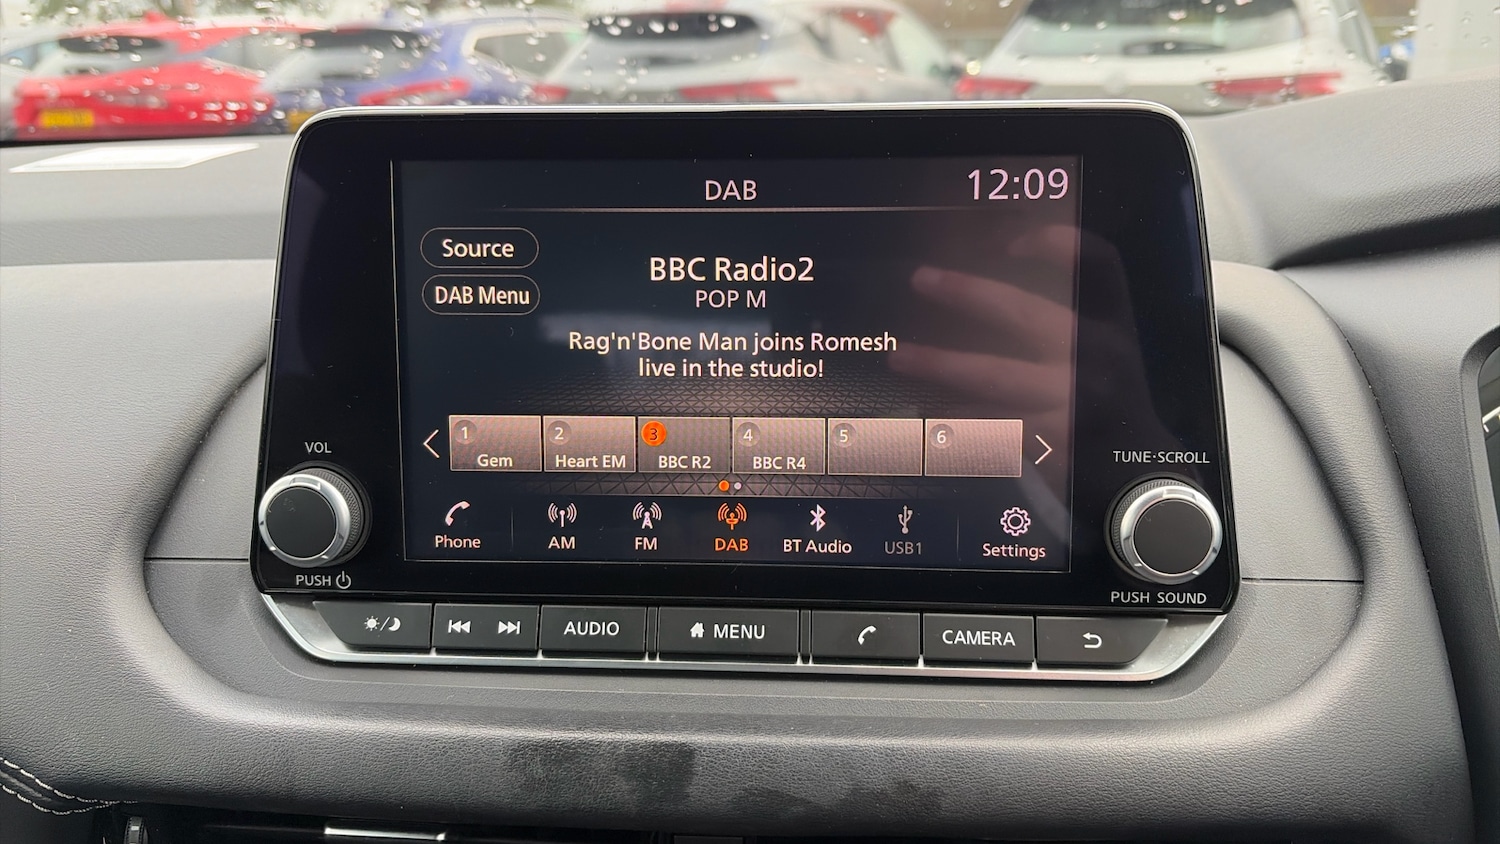 DAB
12:09
Source
DAB Menu
BBC Radio2
POP M
Rag'n'Bone Man joins Romesh
live in the studio!
1
Gem
2
Heart EM
3
BBC R2
4
BBC R4
5
6
Phone
AM
FM
DAB
BT Audio
USB1
Settings
VOL
PUSH
TUNE·SCROLL
PUSH SOUND
AUDIO
MENU
CAMERA